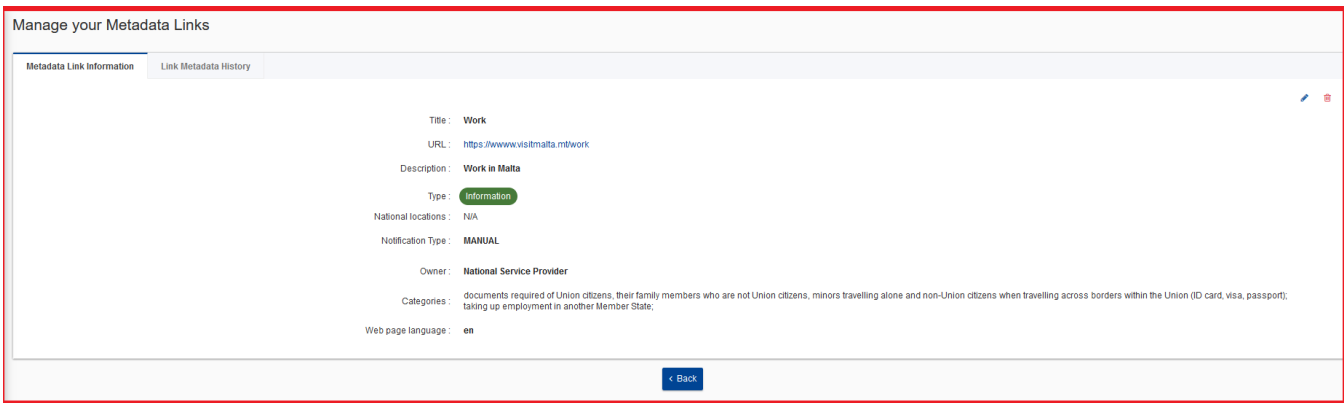 Manage your Metadata Links
Metadata Link Information Link Metadata History
Title : Work
URL : https://wwww.visitmalta.mt/work
Description : Work in Malta
Type : Information
National locations : N/A
Notification Type : MANUAL
Owner : National Service Provider
Categories : documents required of Union citizens, their family members who are not Union citizens, minors travelling alone and non-Union citizens when travelling across borders within the Union (ID card, visa, passport);
taking up employment in another Member State;
Web page language : en
< Back